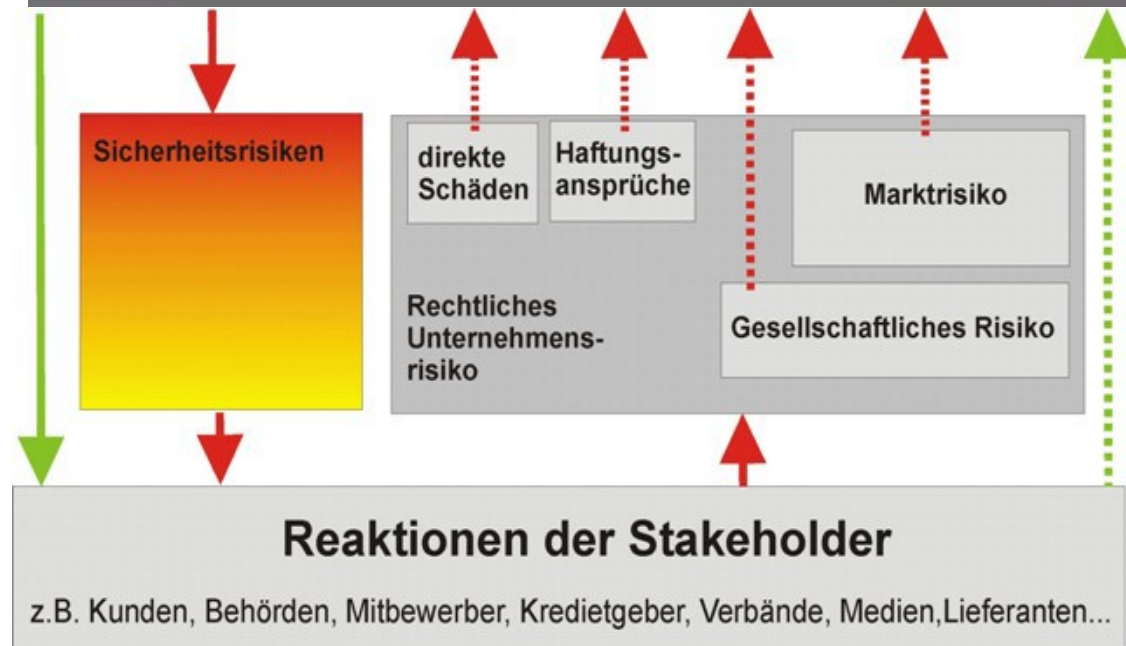 Sicherheitsrisiken
direkte
Schäden
Haftungs-
ansprüche
Marktrisiko
Rechtliches
Unternehmens-
risiko
Gesellschaftliches Risiko
Reaktionen der Stakeholder
z.B. Kunden, Behörden, Mitbewerber, Kredietgeber, Verbände, Medien,Lieferanten...